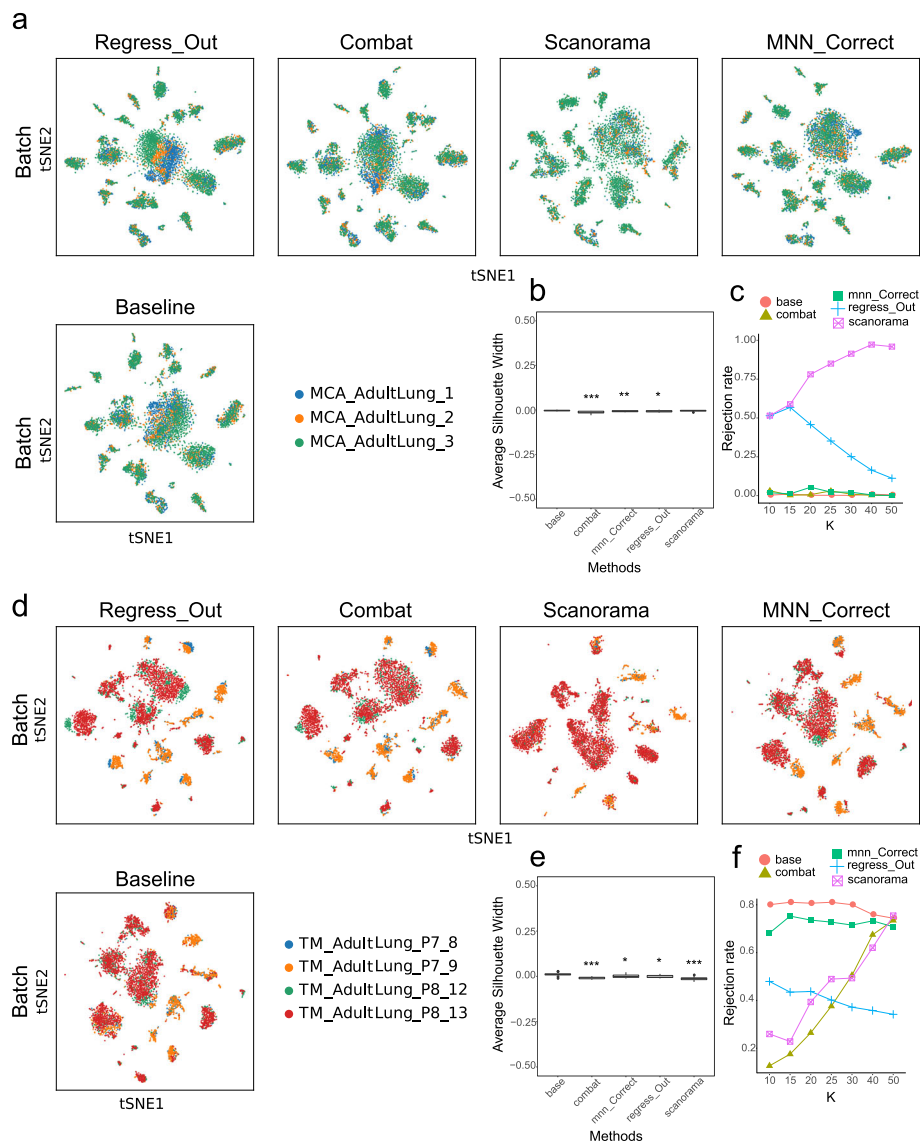 a
Regress_Out
Combat
Scanorama
MNN_Correct
Batch
tSNE2
tSNE1
Baseline
Batch
tSNE2
tSNE1
MCA_AdultLung_1
MCA_AdultLung_2
MCA_AdultLung_3
b
Average Silhouette Width
0.50
0.25
0.00
−0.25
−0.50
***
**
*
base
combat
mnn_Correct
regress_Out
scanorama
Methods
c
base
combat
mnn_Correct
regress_Out
scanorama
Rejection rate
1.00
0.75
0.50
0.25
0.00
10 15 20 25 30 40 50
K
d
Regress_Out
Combat
Scanorama
MNN_Correct
Batch
tSNE2
tSNE1
Baseline
Batch
tSNE2
tSNE1
TM_AdultLung_P7_8
TM_AdultLung_P7_9
TM_AdultLung_P8_12
TM_AdultLung_P8_13
e
Average Silhouette Width
0.50
0.25
0.00
−0.25
−0.50
***
*
*
***
base
combat
mnn_Correct
regress_Out
scanorama
Methods
f
base
combat
mnn_Correct
regress_Out
scanorama
Rejection rate
0.8
0.6
0.4
0.2
10 15 20 25 30 40 50
K